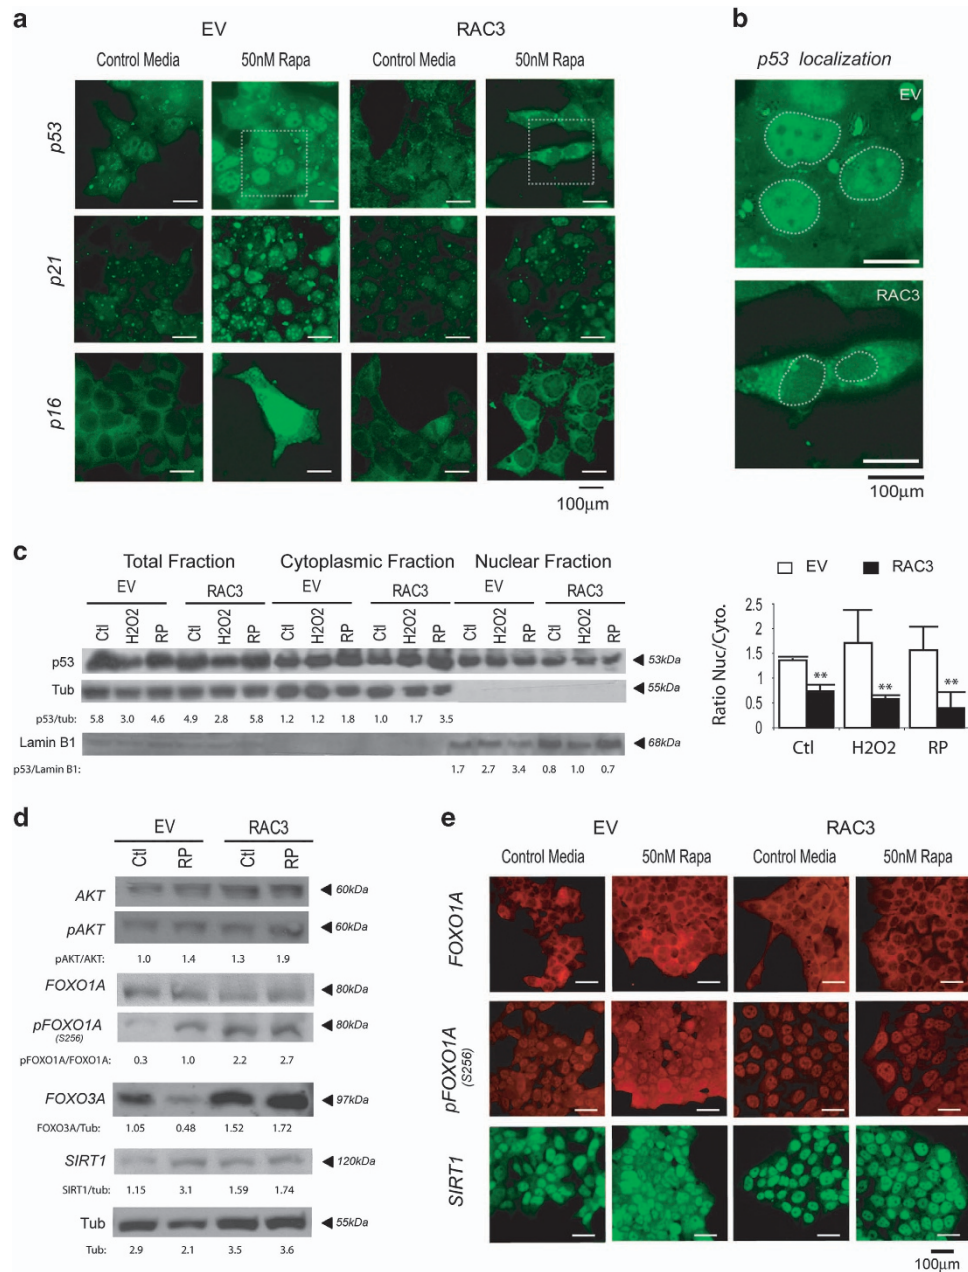 a
EV RAC3
Control Media 50nM Rapa Control Media 50nM Rapa
p53
p21
p16
100μm
b
p53 localization
EV
RAC3
100μm
c
Total Fraction Cytoplasmic Fraction Nuclear Fraction
EV RAC3 EV RAC3 EV RAC3
Ctl H2O2 RP Ctl H2O2 RP Ctl H2O2 RP Ctl H2O2 RP Ctl H2O2 RP Ctl H2O2 RP
p53 53kDa
Tub 55kDa
p53/tub: 5.8 3.0 4.6 4.9 2.8 5.8 1.2 1.2 1.8 1.0 1.7 3.5
Lamin B1 68kDa
p53/Lamin B1: 1.7 2.7 3.4 0.8 1.0 0.7
EV RAC3
Ratio Nuc/Cyto.
2.5
2
1.5
1
0.5
0
** ** **
Ctl H2O2 RP
d
EV RAC3
Ctl RP Ctl RP
AKT 60kDa
pAKT 60kDa
pAKT/AKT: 1.0 1.4 1.3 1.9
FOXO1A 80kDa
pFOXO1A 80kDa
(S256)
pFOXO1A/FOXO1A: 0.3 1.0 2.2 2.7
FOXO3A 97kDa
FOXO3A/Tub: 1.05 0.48 1.52 1.72
SIRT1 120kDa
SIRT1/tub: 1.15 3.1 1.59 1.74
Tub 55kDa
Tub: 2.9 2.1 3.5 3.6
e
EV RAC3
Control Media 50nM Rapa Control Media 50nM Rapa
FOXO1A
pFOXO1A
(S256)
SIRT1
100μm